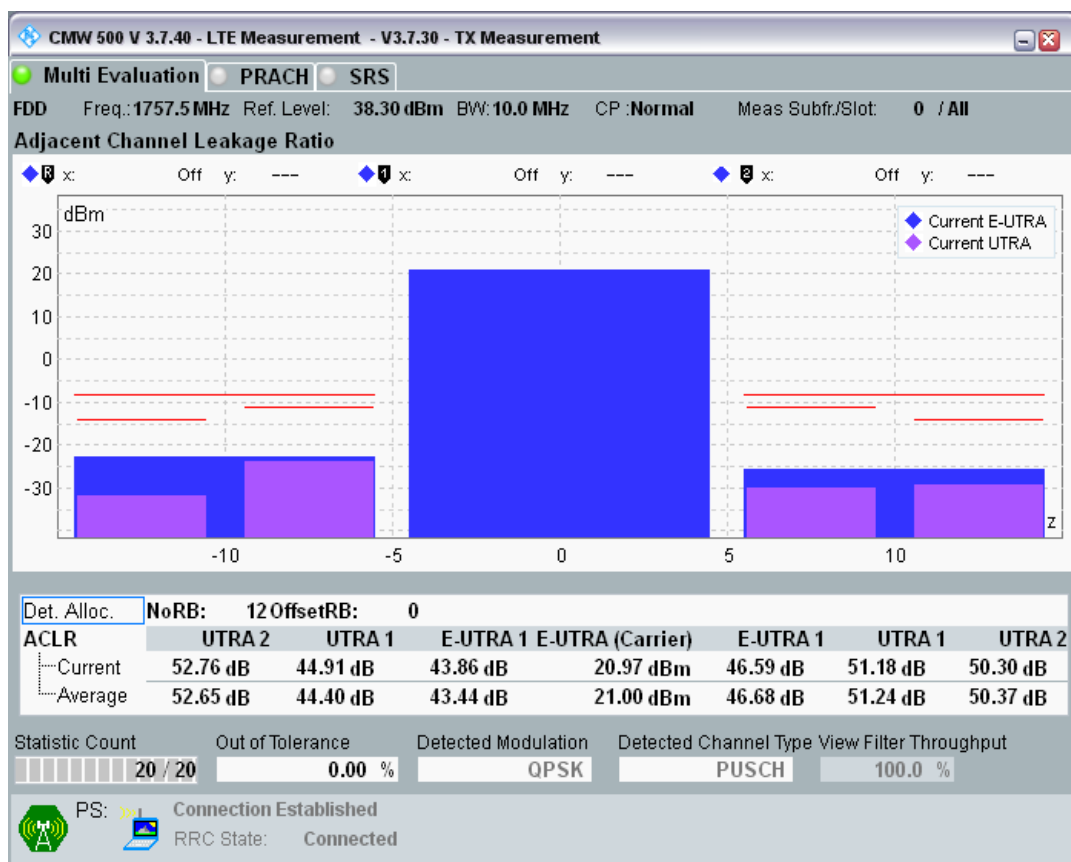 CMW 500 V 3.7.40 - LTE Measurement - V3.7.30 - TX Measurement
Multi Evaluation PRACH SRS
FDD Freq.: 1757.5 MHz Ref. Level: 38.30 dBm BW: 10.0 MHz CP :Normal Meas Subfr./Slot: 0 / All
Adjacent Channel Leakage Ratio
R x: Off y: --- 1 x: Off y: --- 2 x: Off y: ---
dBm
Current E-UTRA
Current UTRA
30
20
10
0
-10
-20
-30
z
-10 -5 0 5 10
Det. Alloc. NoRB: 12 OffsetRB: 0
ACLR UTRA 2 UTRA 1 E-UTRA 1 E-UTRA (Carrier) E-UTRA 1 UTRA 1 UTRA 2
Current 52.76 dB 44.91 dB 43.86 dB 20.97 dBm 46.59 dB 51.18 dB 50.30 dB
Average 52.65 dB 44.40 dB 43.44 dB 21.00 dBm 46.68 dB 51.24 dB 50.37 dB
Statistic Count Out of Tolerance Detected Modulation Detected Channel Type View Filter Throughput
20 / 20 0.00 % QPSK PUSCH 100.0 %
PS: Connection Established
RRC State: Connected